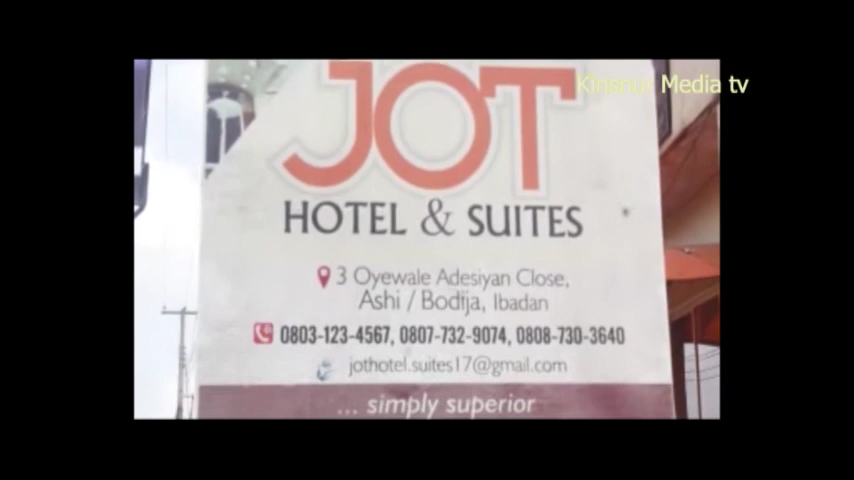 Kinsnur Media tv
JOT
HOTEL & SUITES
3 Oyewale Adesiyan Close,
Ashi / Bodija, Ibadan
0803-123-4567, 0807-732-9074, 0808-730-3640
jothotel.suites17@gmail.com
... simply superior